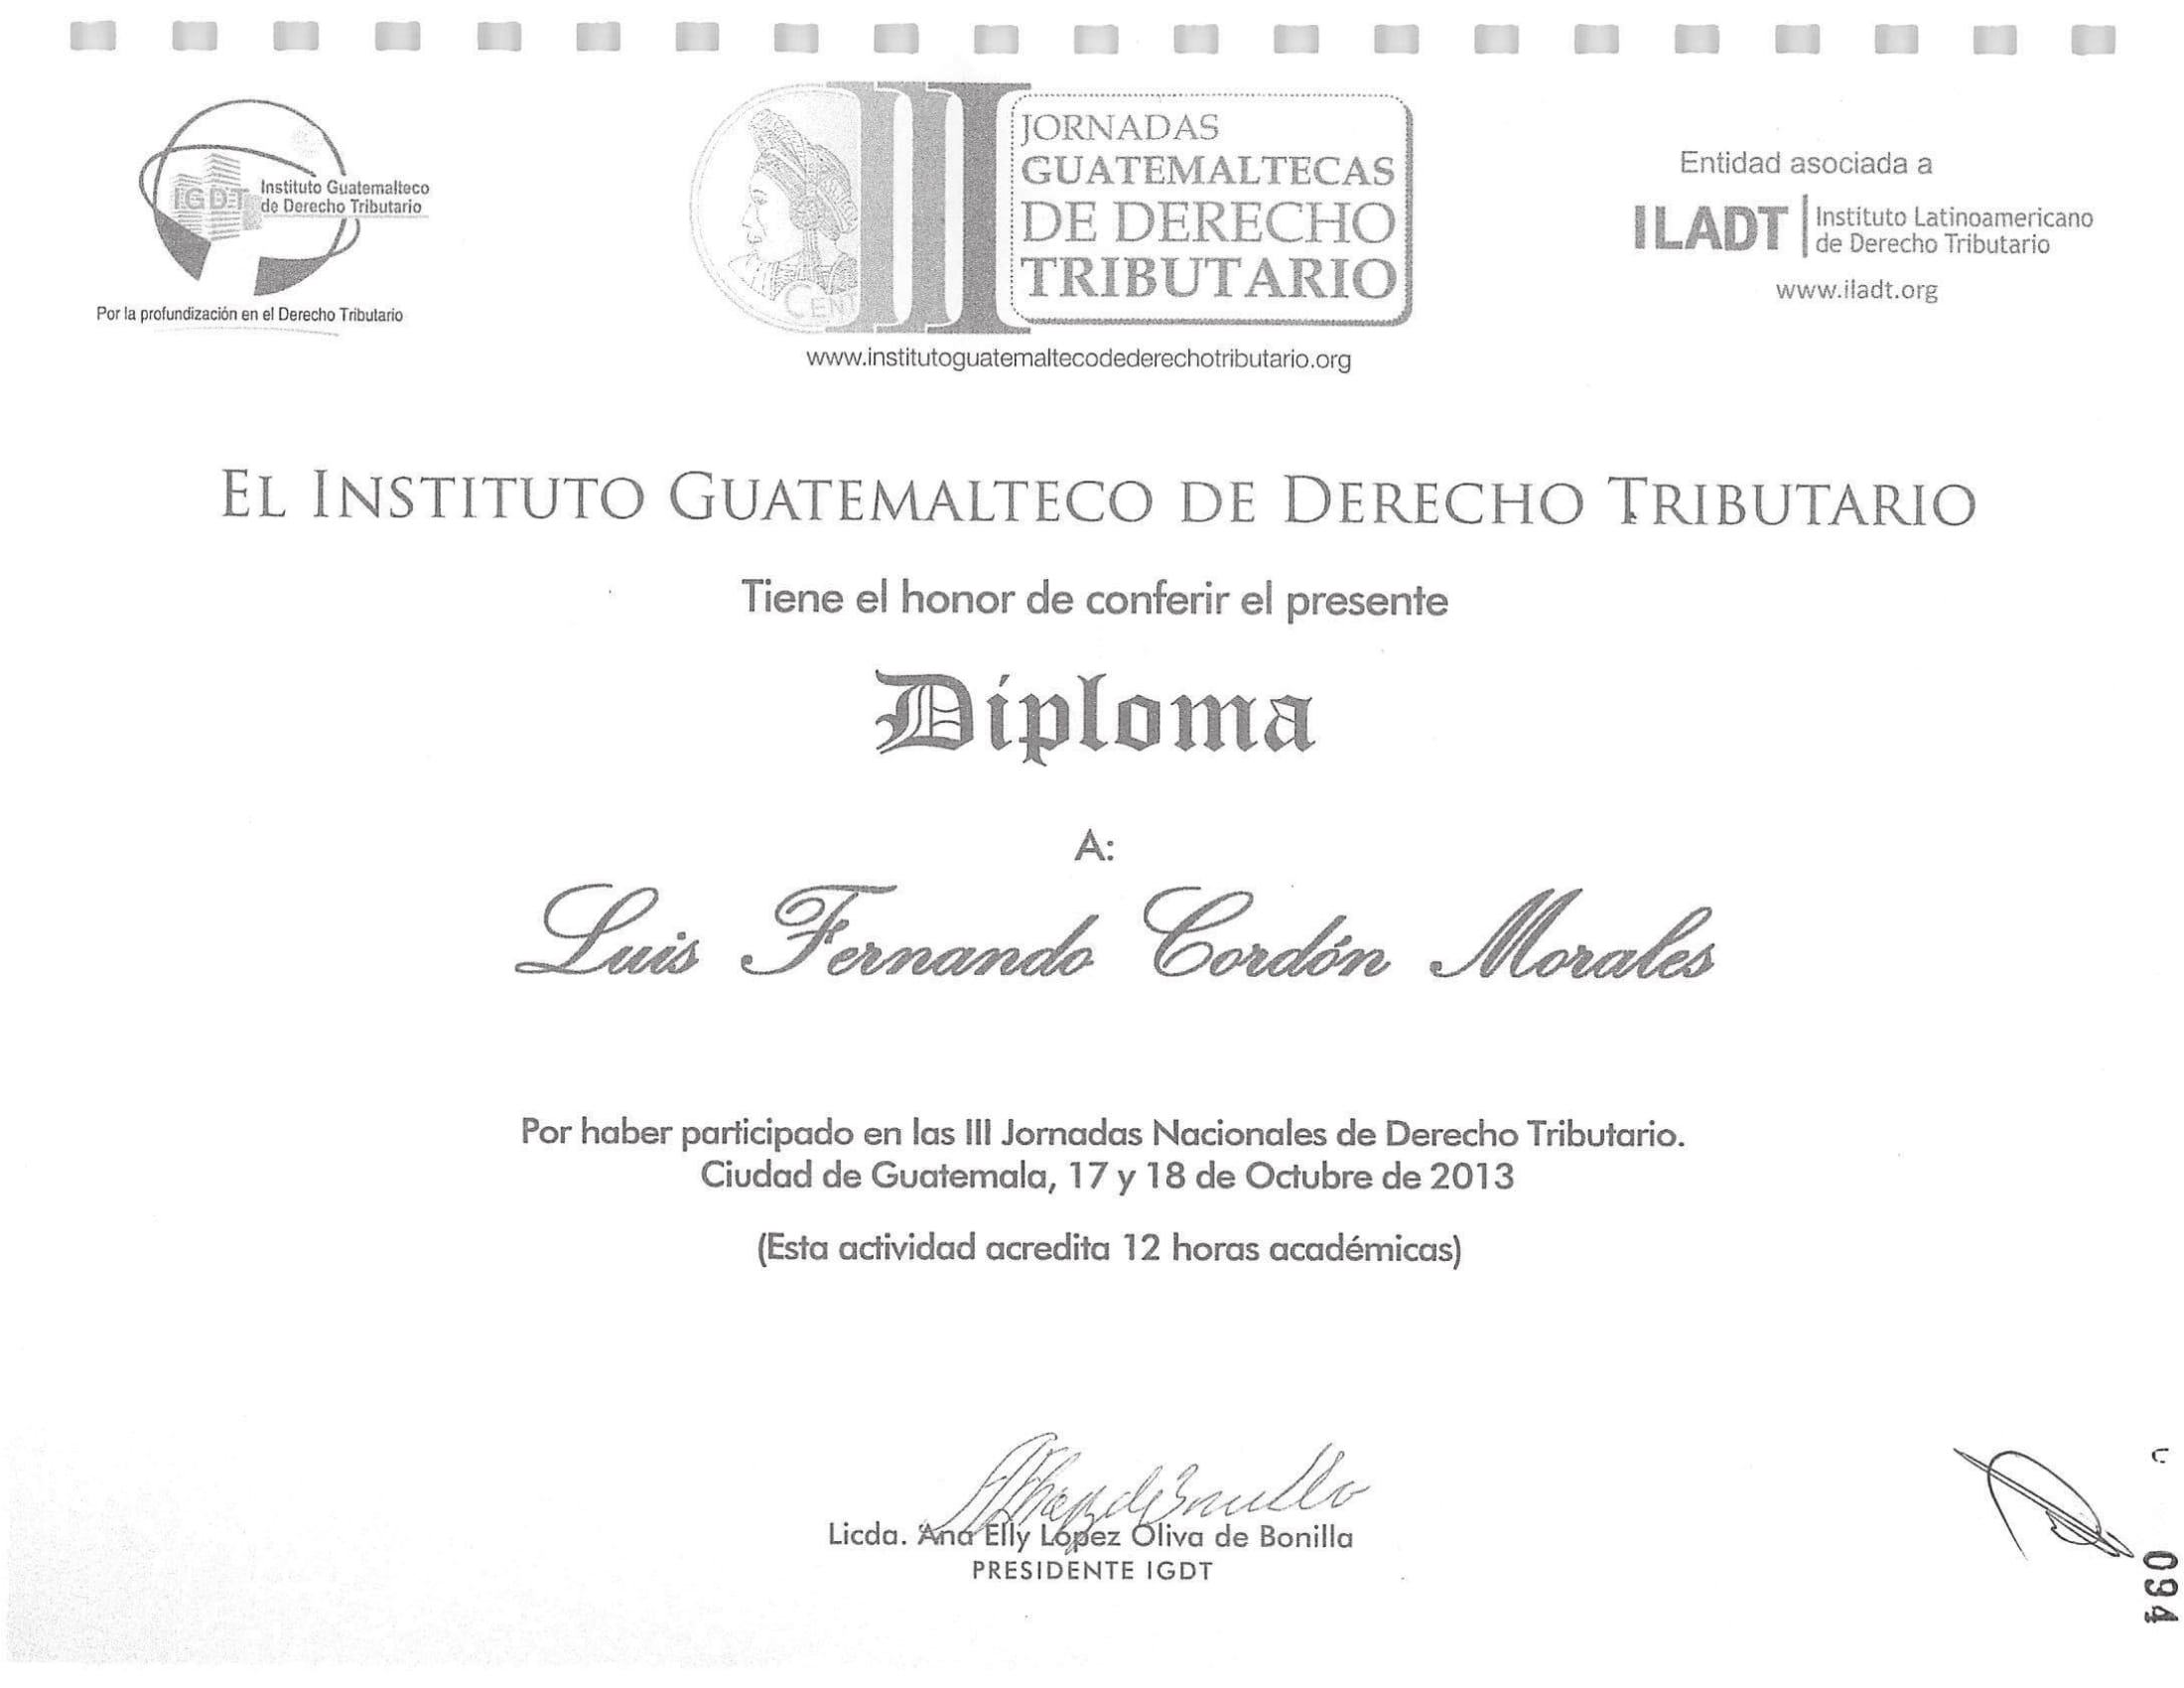 IGDT Instituto Guatemalteco
de Derecho Tributario
Por la profundización en el Derecho Tributario
III JORNADAS
GUATEMALTECAS
DE DERECHO
TRIBUTARIO
CENT
www.institutoguatemaltecodederechotributario.org
Entidad asociada a
ILADT Instituto Latinoamericano
de Derecho Tributario
www.iladt.org
EL INSTITUTO GUATEMALTECO DE DERECHO TRIBUTARIO
Tiene el honor de conferir el presente
Diploma
A:
Luis Fernando Cordón Morales
Por haber participado en las III Jornadas Nacionales de Derecho Tributario.
Ciudad de Guatemala, 17 y 18 de Octubre de 2013
(Esta actividad acredita 12 horas académicas)
Licda. Ana Elly López Oliva de Bonilla
PRESIDENTE IGDT
094